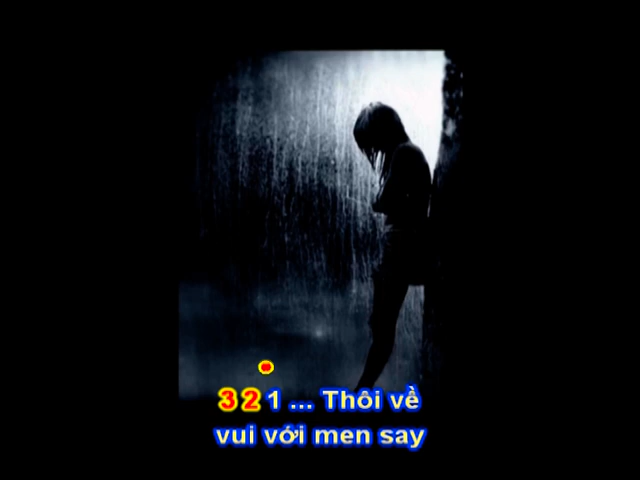 3 2 1 ... Thôi về
vui với men say